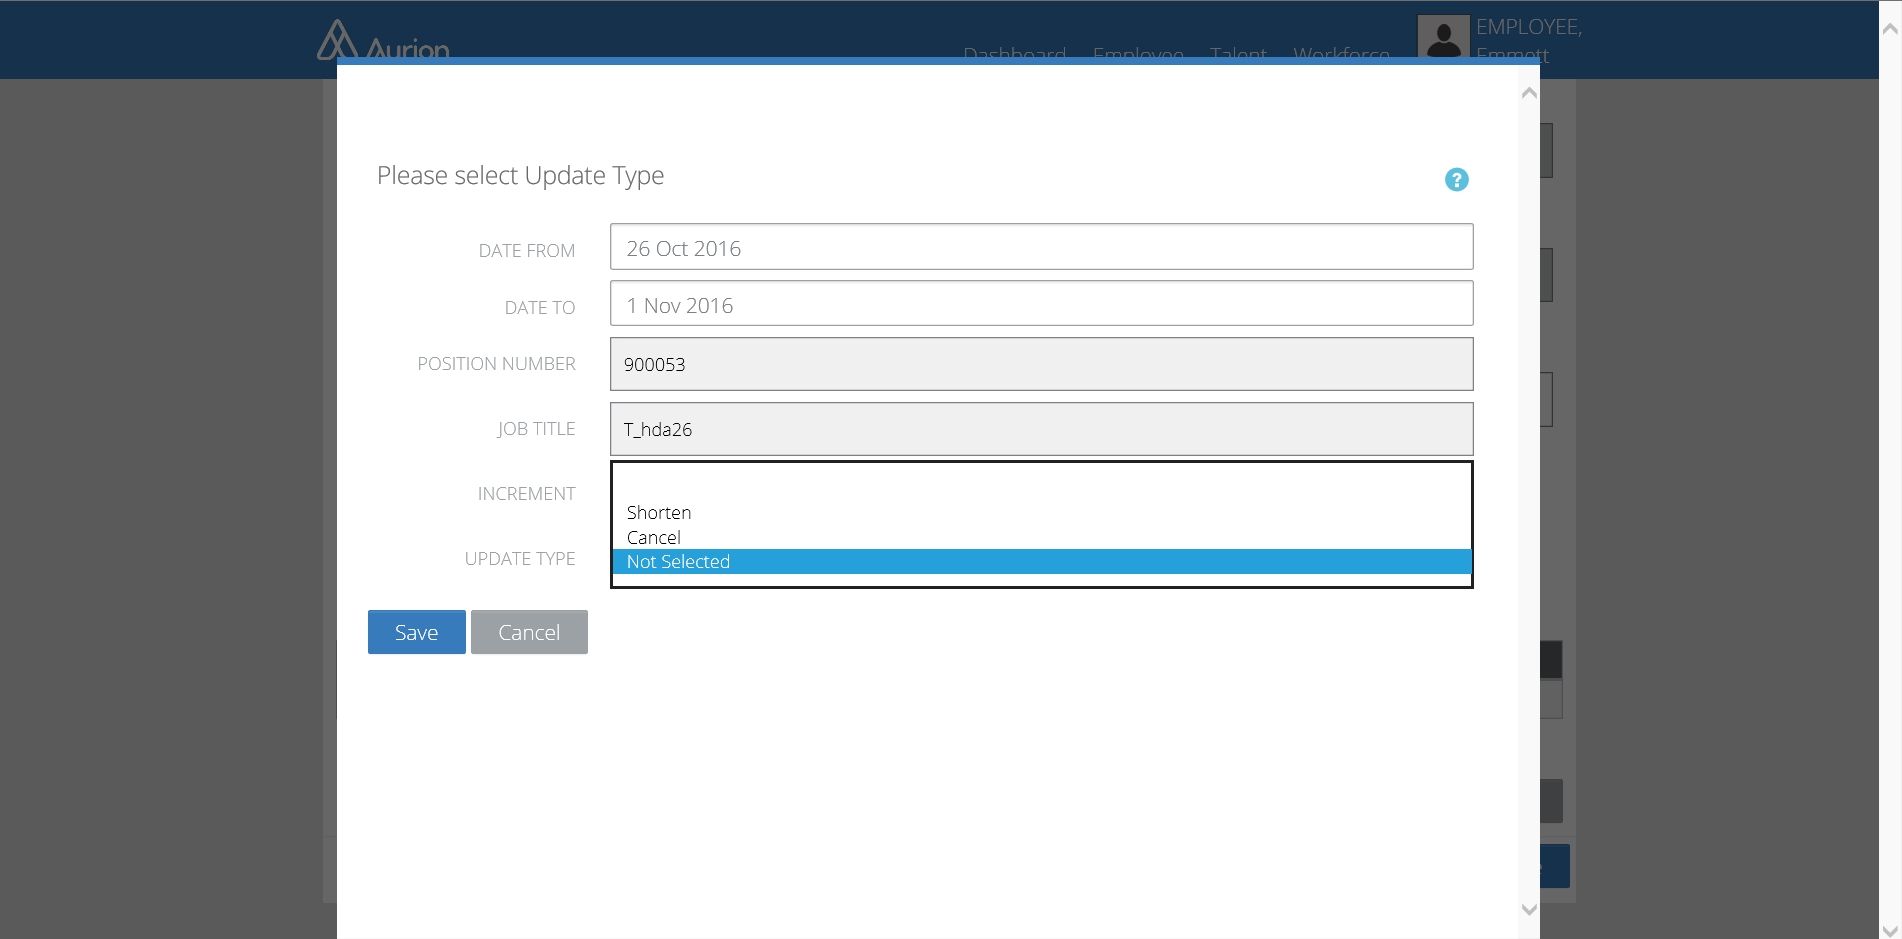 Aurion
Dashboard Employee Talent Workforce
EMPLOYEE,
Emmett
Please select Update Type
?
DATE FROM 26 Oct 2016
DATE TO 1 Nov 2016
POSITION NUMBER 900053
JOB TITLE T_hda26
INCREMENT
Shorten
Cancel
UPDATE TYPE Not Selected
Save Cancel